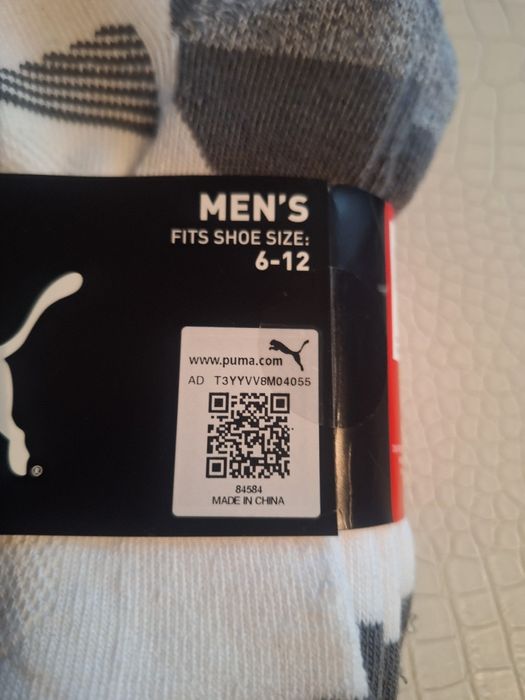 MEN'S
FITS SHOE SIZE:
6-12
www.puma.com
AD T3YYVV8M04055
84584
MADE IN CHINA
®